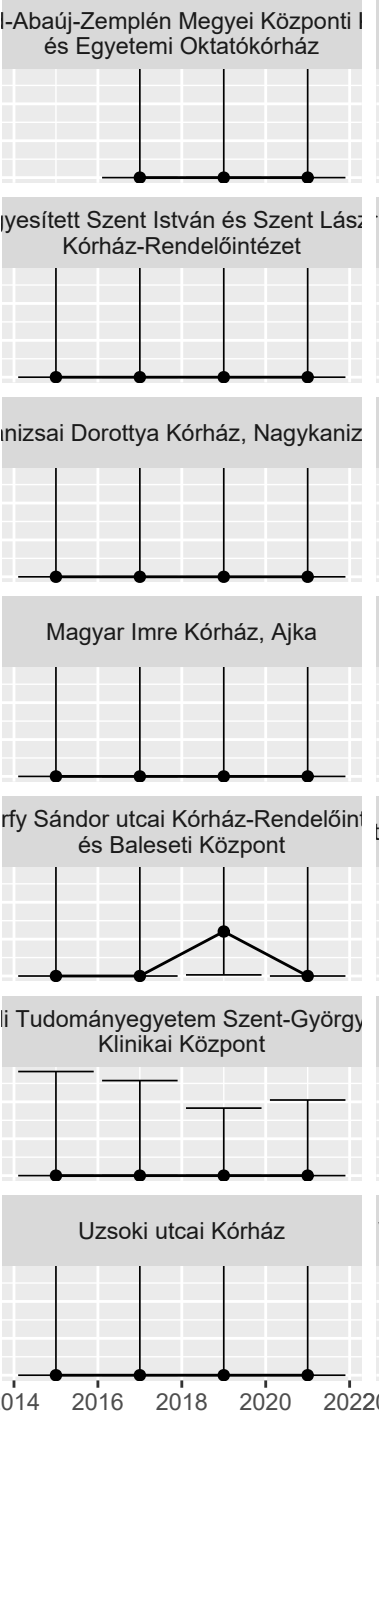 l-Abaúj-Zemplén Megyei Központi
és Egyetemi Oktatókórház
gyesített Szent István és Szent Lász
Kórház-Rendelőintézet
nizsai Dorottya Kórház, Nagykaniz
Magyar Imre Kórház, Ajka
rfy Sándor utcai Kórház-Rendelőint
és Baleseti Központ
i Tudományegyetem Szent-György
Klinikai Központ
Uzsoki utcai Kórház
014 2016 2018 2020 2022